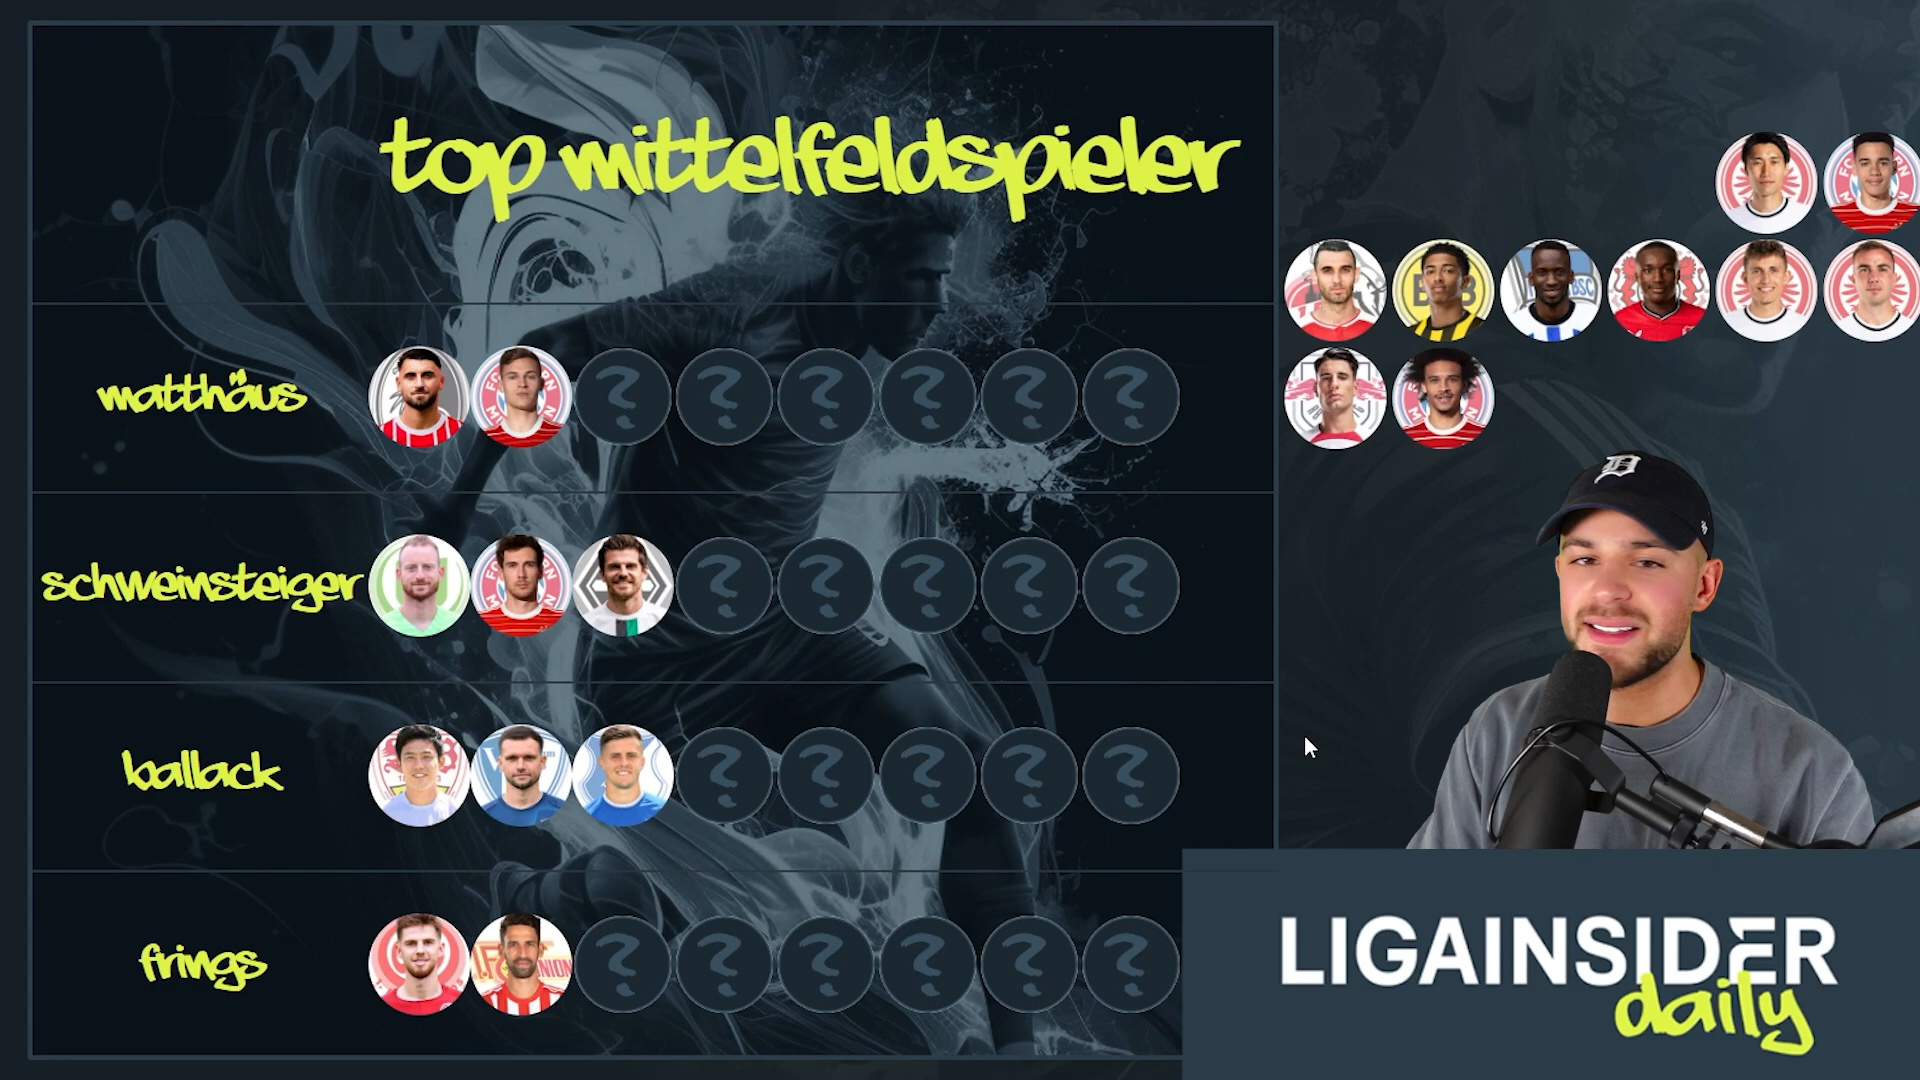 top mittelfeldspieler
matthäus
schweinsteiger
ballack
frings
LIGAINSIDER
daily